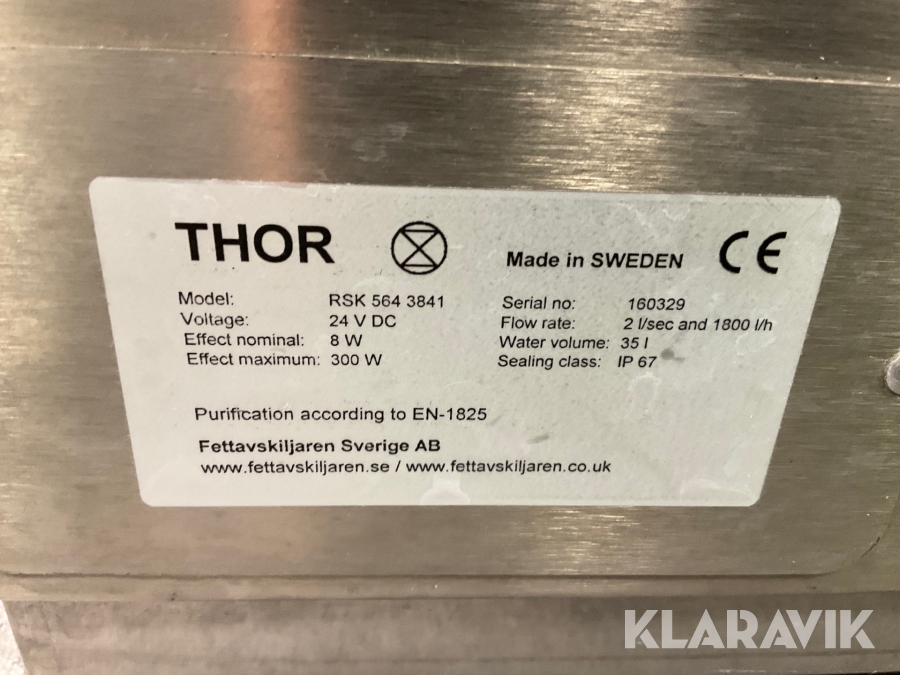 THOR
Made in SWEDEN
CE
Model: RSK 564 3841
Voltage: 24 V DC
Effect nominal: 8 W
Effect maximum: 300 W
Serial no: 160329
Flow rate: 2 l/sec and 1800 l/h
Water volume: 35 l
Sealing class: IP 67
Purification according to EN-1825
Fettavskiljaren Sverige AB
www.fettavskiljaren.se / www.fettavskiljaren.co.uk
KLARAVIK